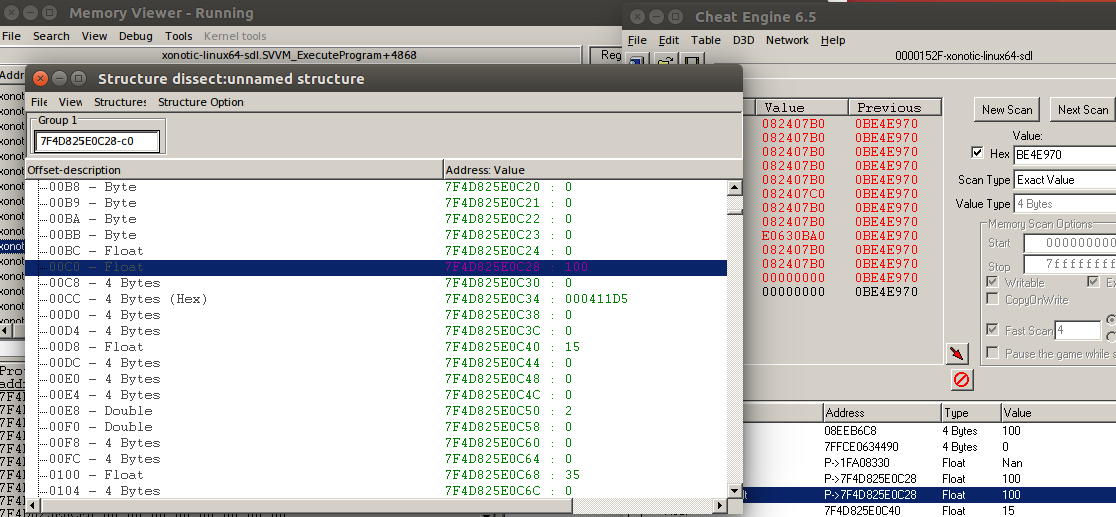 Memory Viewer - Running
File Search View Debug Tools Kernel tools
xonotic-linux64-sdl.SVVM_ExecuteProgram+4868
Reg
Addr
Structure dissect:unnamed structure
File View Structures Structure Option
Group 1
7F4D825E0C28-c0
Offset-description Address: Value
00B8 - Byte 7F4D825E0C20 : 0
00B9 - Byte 7F4D825E0C21 : 0
00BA - Byte 7F4D825E0C22 : 0
00BB - Byte 7F4D825E0C23 : 0
00BC - Float 7F4D825E0C24 : 0
00C0 - Float 7F4D825E0C28 : 100
00C8 - 4 Bytes 7F4D825E0C30 : 0
00CC - 4 Bytes (Hex) 7F4D825E0C34 : 000411D5
00D0 - 4 Bytes 7F4D825E0C38 : 0
00D4 - 4 Bytes 7F4D825E0C3C : 0
00D8 - Float 7F4D825E0C40 : 15
00DC - 4 Bytes 7F4D825E0C44 : 0
00E0 - 4 Bytes 7F4D825E0C48 : 0
00E4 - 4 Bytes 7F4D825E0C4C : 0
00E8 - Double 7F4D825E0C50 : 2
00F0 - Double 7F4D825E0C58 : 0
00F8 - 4 Bytes 7F4D825E0C60 : 0
00FC - 4 Bytes 7F4D825E0C64 : 0
0100 - Float 7F4D825E0C68 : 35
0104 - 4 Bytes 7F4D825E0C6C : 0
Cheat Engine 6.5
File Edit Table D3D Network Help
0000152F-xonotic-linux64-sdl
Value Previous
082407B0 0BE4E970
082407B0 0BE4E970
082407B0 0BE4E970
082407B0 0BE4E970
082407B0 0BE4E970
082407C0 0BE4E970
082407B0 0BE4E970
E0630BA0 0BE4E970
082407B0 0BE4E970
082407B0 0BE4E970
00000000 0BE4E970
00000000 0BE4E970
New Scan Next Scan
Value:
Hex BE4E970
Scan Type Exact Value
Value Type 4 Bytes
Memory Scan Options
Start 000000000
Stop 7fffffff
Writable Ex
CopyOnWrite
Fast Scan 4
Pause the game while s
Address Type Value
08EEB6C8 4 Bytes 100
7FFCE0634490 4 Bytes 0
P->1FA08330 Float Nan
P->7F4D825E0C28 Float 100
P->7F4D825E0C28 Float 100
7F4D825E0C40 Float 15